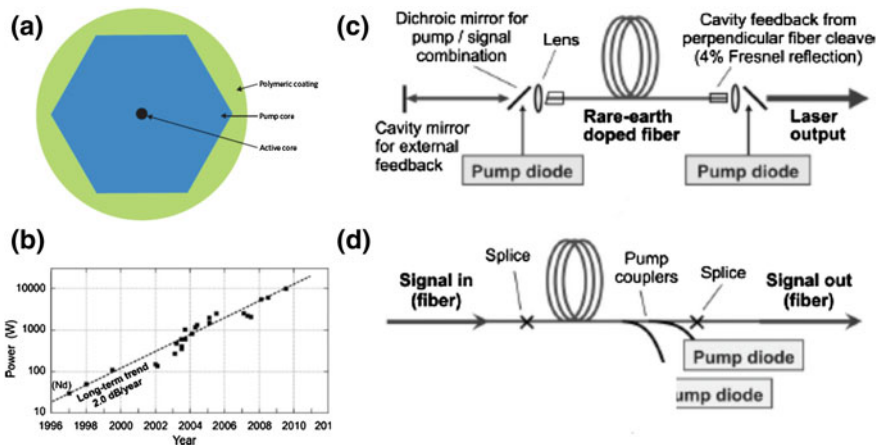 (a)
Polymeric coating
Pump core
Active core
(b)
Power (W)
10000
1000
100
10
(Nd)
Long-term trend
2.0 dB/year
1996 1998 2000 2002 2004 2006 2008 2010 201
Year
(c)
Dichroic mirror for
pump / signal
combination
Lens
Cavity feedback from
perpendicular fiber cleave
(4% Fresnel reflection)
Cavity mirror
for external
feedback
Rare-earth
doped fiber
Laser
output
Pump diode
Pump diode
(d)
Signal in
(fiber)
Splice
Pump
couplers
Splice
Signal out
(fiber)
Pump diode
ump diode